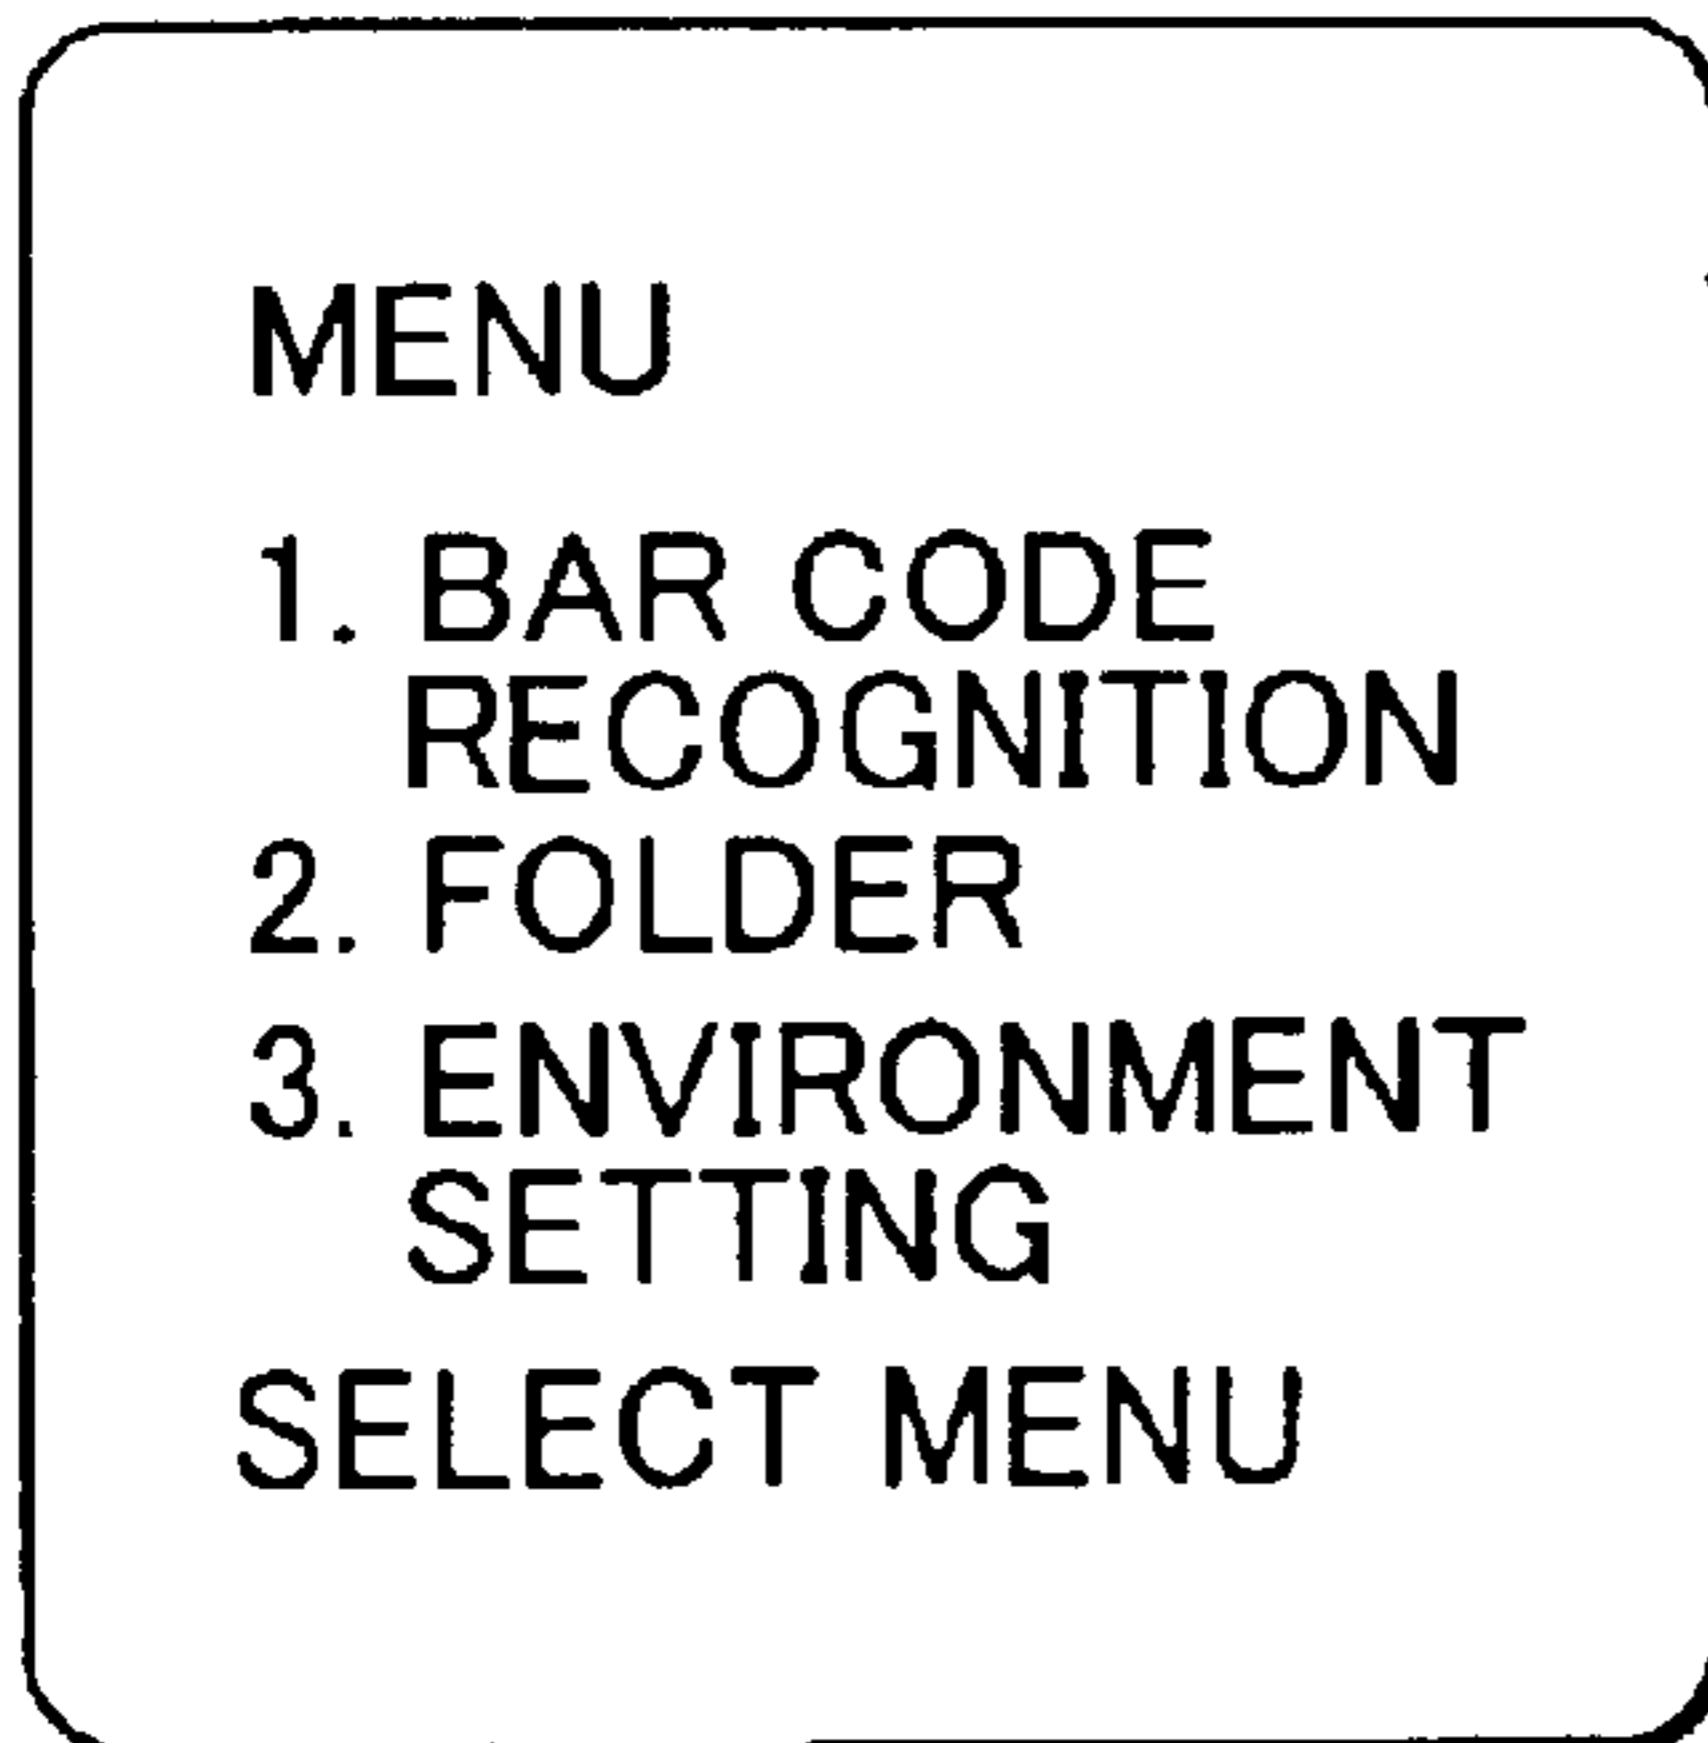 MENU
1. BAR CODE
RECOGNITION
2. FOLDER
3. ENVIRONMENT
SETTING
SELECT MENU